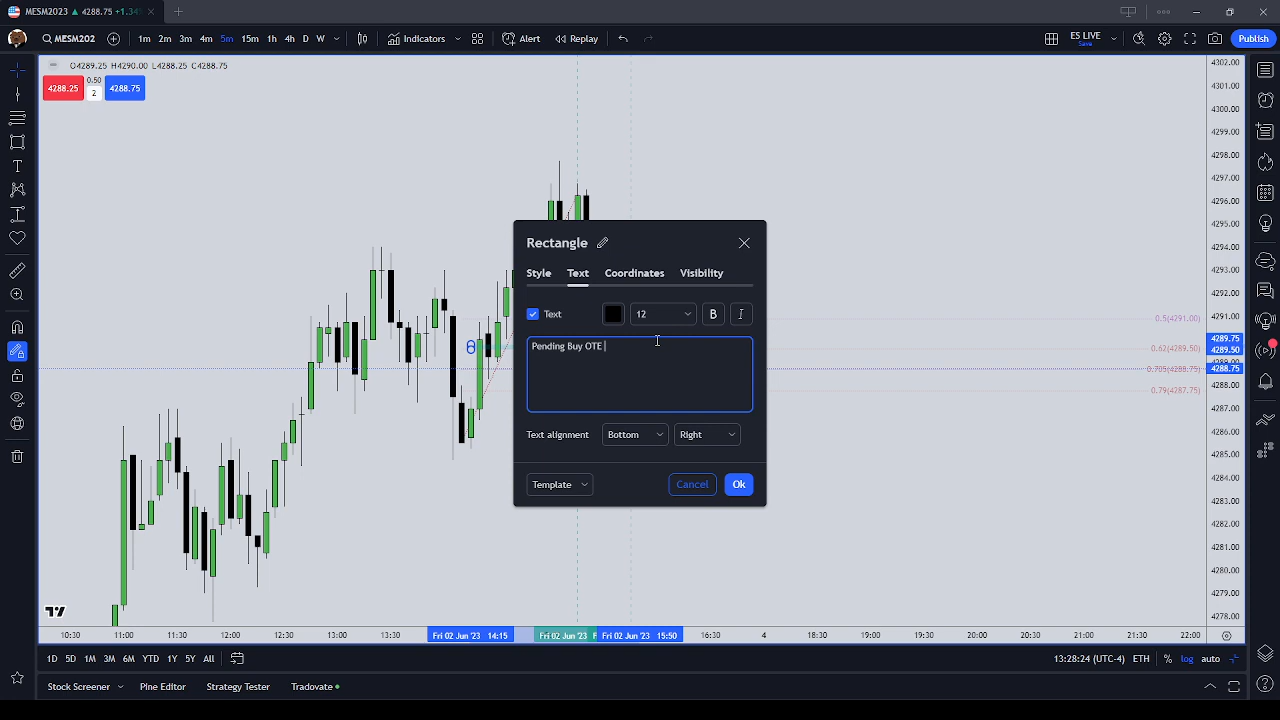 MESM2023 ▲ 4288.75 +1.34
MESM202
1m 2m 3m 4m 5m 15m 1h 4h D W
Indicators
Alert
Replay
ES LIVE
Save
Publish
O4289.25 H4290.00 L4288.25 C4288.75
4288.25
0.50
2
4288.75
Rectangle
Style Text Coordinates Visibility
Text
12
B
I
Pending Buy OTE
Text alignment
Bottom
Right
Template
Cancel
Ok
0.5(4291.00)
0.62(4289.50)
0.705(4288.75)
0.79(4287.75)
4302.00
4301.00
4300.00
4299.00
4298.00
4297.00
4296.00
4295.00
4294.00
4293.00
4292.00
4291.00
4289.75
4289.50
4288.75
4288.00
4287.00
4286.00
4285.00
4284.00
4283.00
4282.00
4281.00
4280.00
4279.00
4278.00
10:30 11:00 11:30 12:00 12:30 13:00 13:30 Fri 02 Jun '23 14:15 Fri 02 Jun '23 Fri 02 Jun '23 15:50 16:30 4 18:30 19:00 19:30 20:00 20:30 21:00 21:30 22:00
1D 5D 1M 3M 6M YTD 1Y 5Y All
13:28:24 (UTC-4) ETH % log auto
Stock Screener Pine Editor Strategy Tester Tradovate